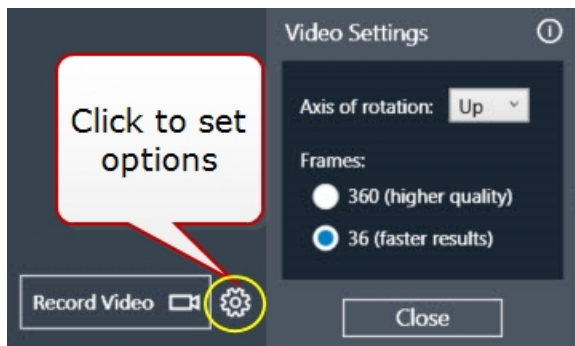 Video Settings
Click to set
options
Axis of rotation: Up
Frames:
360 (higher quality)
36 (faster results)
Record Video
Close